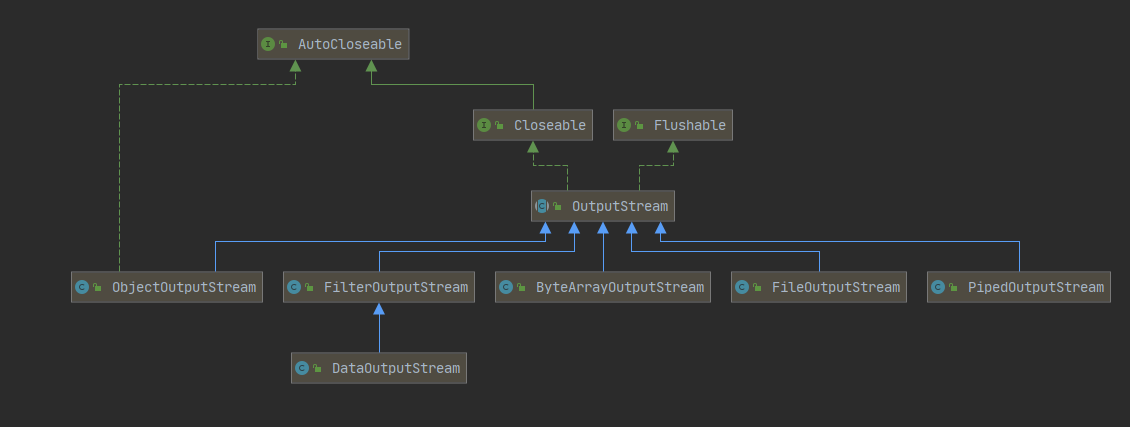 AutoCloseable
Closeable
Flushable
OutputStream
ObjectOutputStream
FilterOutputStream
ByteArrayOutputStream
FileOutputStream
PipedOutputStream
DataOutputStream